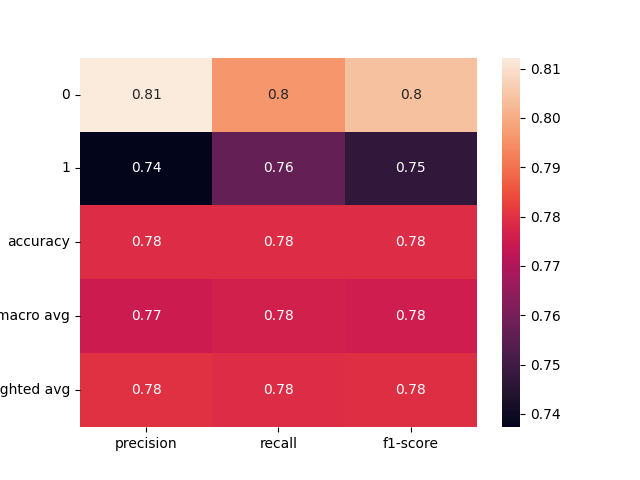 0 0.81 0.8 0.8
1 0.74 0.76 0.75
accuracy 0.78 0.78 0.78
macro avg 0.77 0.78 0.78
ghted avg 0.78 0.78 0.78
precision recall f1-score
0.81
0.80
0.79
0.78
0.77
0.76
0.75
0.74